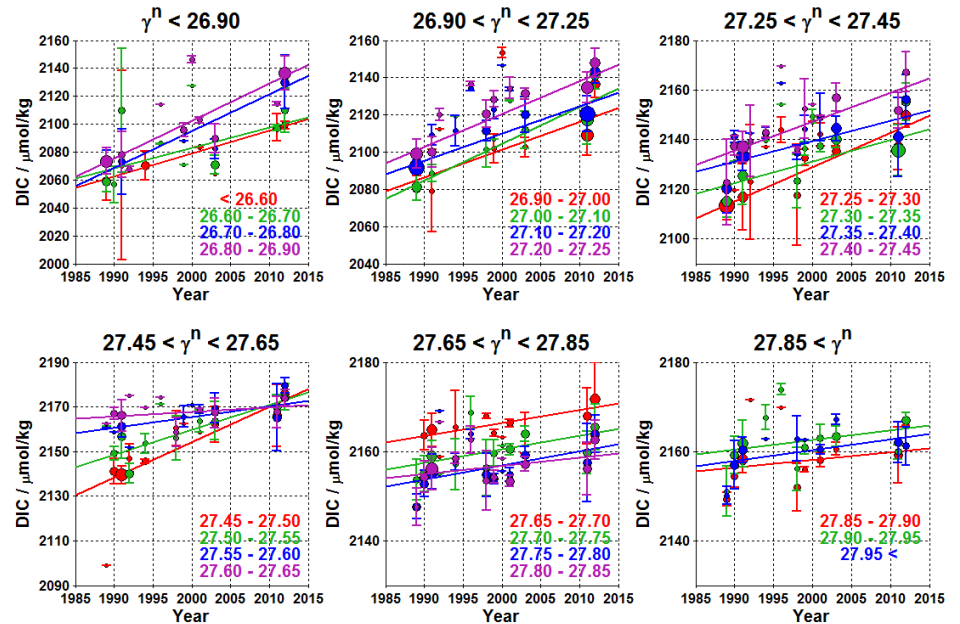 γⁿ < 26.90
2160
2140
2120
2100
2080
2060
2040
2020
2000
DIC / µmol/kg
< 26.60
26.60 - 26.70
26.70 - 26.80
26.80 - 26.90
1985 1990 1995 2000 2005 2010 2015
Year
26.90 < γⁿ < 27.25
2160
2140
2120
2100
2080
2060
2040
DIC / µmol/kg
26.90 - 27.00
27.00 - 27.10
27.10 - 27.20
27.20 - 27.25
1985 1990 1995 2000 2005 2010 2015
Year
27.25 < γⁿ < 27.45
2180
2160
2140
2120
2100
DIC / µmol/kg
27.25 - 27.30
27.30 - 27.35
27.35 - 27.40
27.40 - 27.45
1985 1990 1995 2000 2005 2010 2015
Year
27.45 < γⁿ < 27.65
2190
2170
2150
2130
2110
2090
DIC / µmol/kg
27.45 - 27.50
27.50 - 27.55
27.55 - 27.60
27.60 - 27.65
1985 1990 1995 2000 2005 2010 2015
Year
27.65 < γⁿ < 27.85
2180
2160
2140
DIC / µmol/kg
27.65 - 27.70
27.70 - 27.75
27.75 - 27.80
27.80 - 27.85
1985 1990 1995 2000 2005 2010 2015
Year
27.85 < γⁿ
2180
2160
2140
DIC / µmol/kg
27.85 - 27.90
27.90 - 27.95
27.95 <
1985 1990 1995 2000 2005 2010 2015
Year